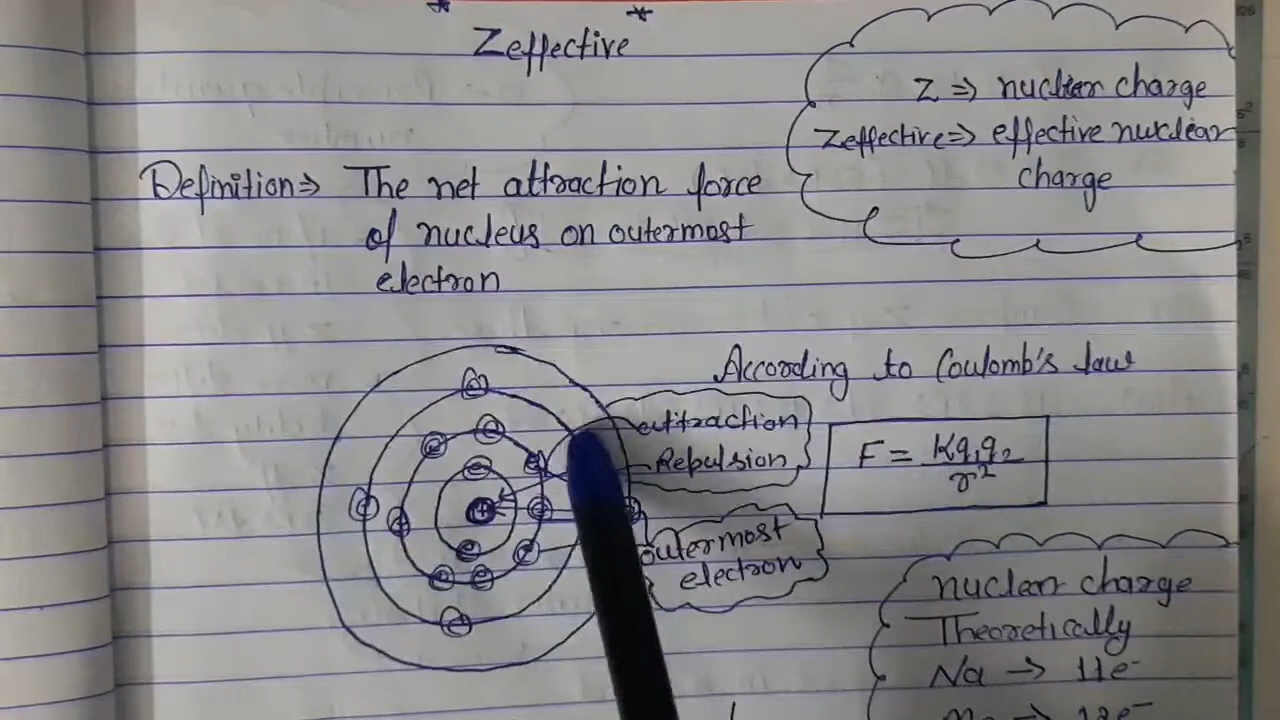 Zeffective
Z ⇒ nuclear charge
Zeffective ⇒ effective nuclear
charge
Definition ⇒ The net attraction force
of nucleus on outermost
electron
According to Coulomb's law
attraction
Repulsion
F = Kq₁q₂
r²
outermost
electron
nuclear charge
Theoretically
Na → 11e⁻
12e⁻